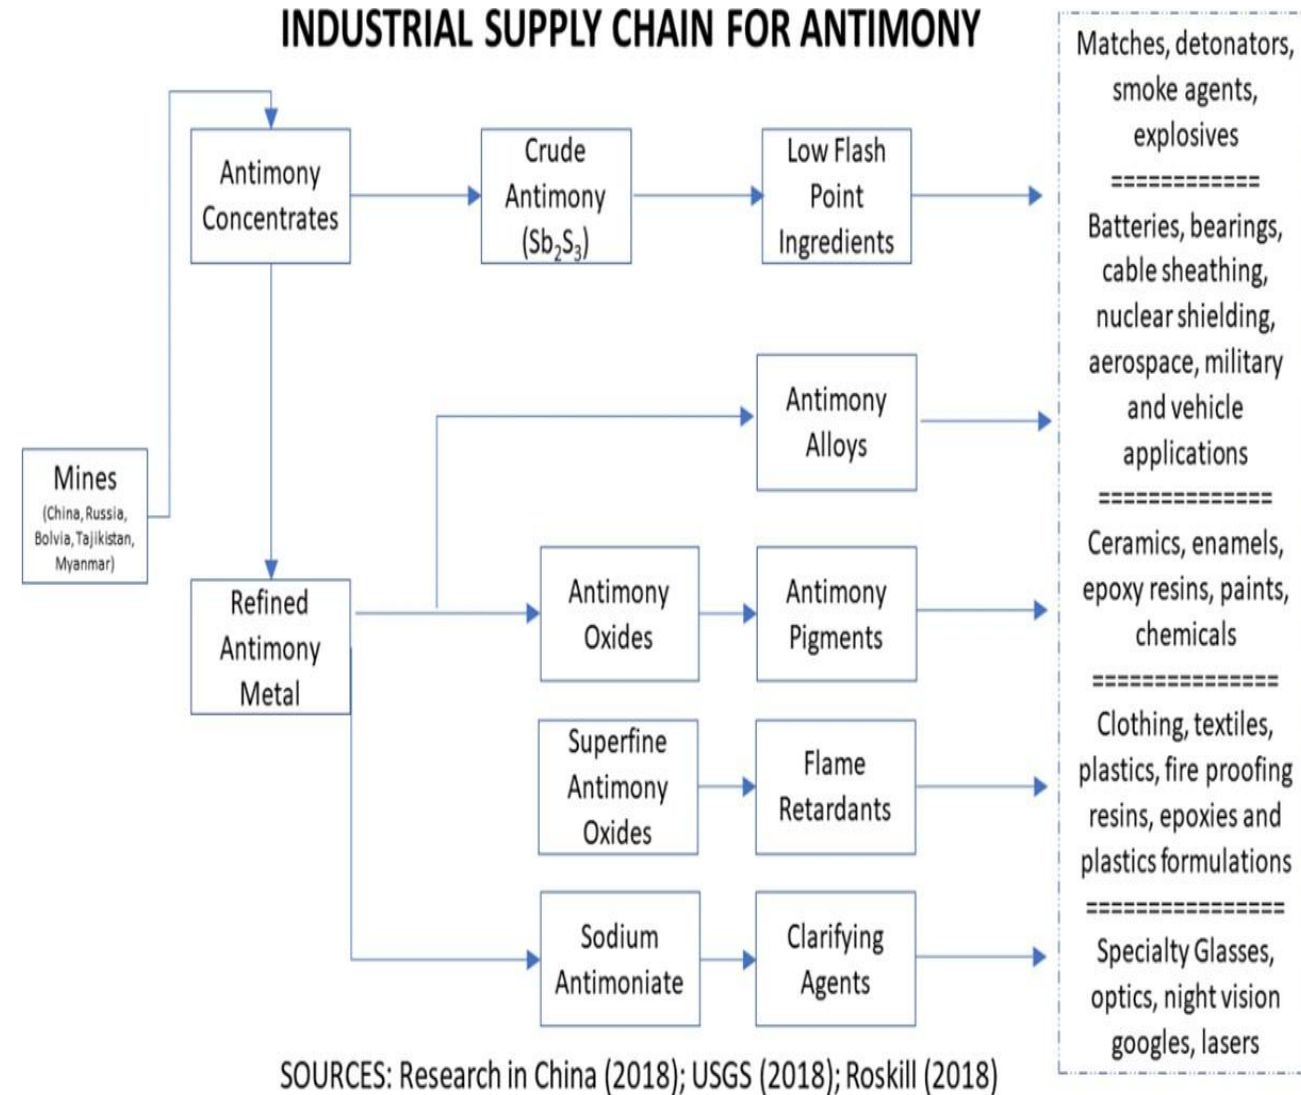 INDUSTRIAL SUPPLY CHAIN FOR ANTIMONY
Mines
(China, Russia,
Bolvia, Tajikistan,
Myanmar)
Antimony
Concentrates
Crude
Antimony
(Sb₂S₃)
Low Flash
Point
Ingredients
Antimony
Alloys
Refined
Antimony
Metal
Antimony
Oxides
Antimony
Pigments
Superfine
Antimony
Oxides
Flame
Retardants
Sodium
Antimoniate
Clarifying
Agents
Matches, detonators,
smoke agents,
explosives
============
Batteries, bearings,
cable sheathing,
nuclear shielding,
aerospace, military
and vehicle
applications
==============
Ceramics, enamels,
epoxy resins, paints,
chemicals
===============
Clothing, textiles,
plastics, fire proofing
resins, epoxies and
plastics formulations
================
Specialty Glasses,
optics, night vision
googles, lasers
SOURCES: Research in China (2018); USGS (2018); Roskill (2018)